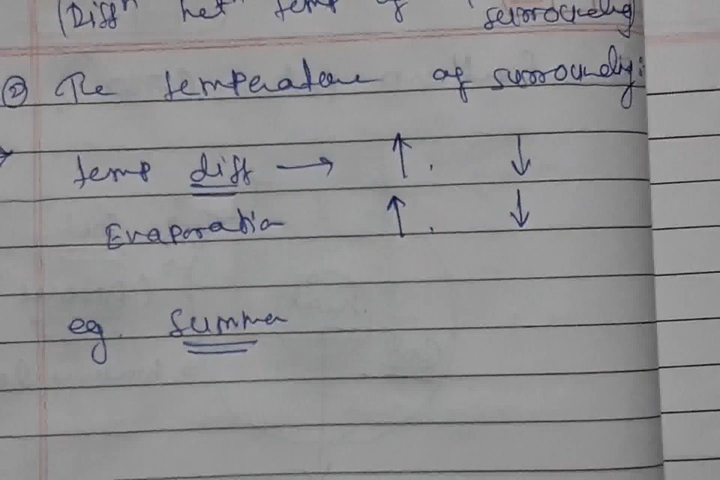 (Diffn bet temp of surrounding
② The temperature of surrounding:
temp diff → ↑. ↓
Evaporation ↑. ↓
eg. Summer